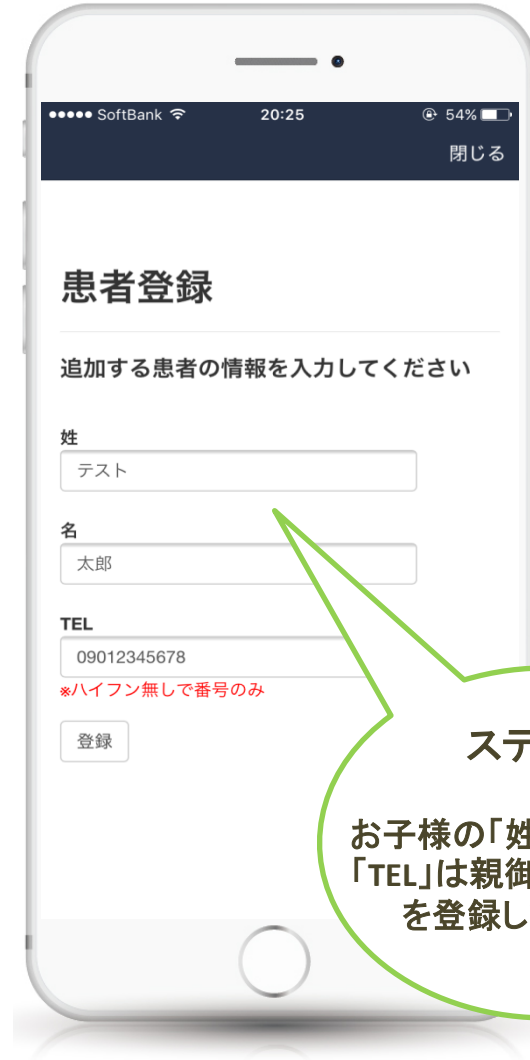 ●●●●● SoftBank 20:25 54%
閉じる
患者登録
追加する患者の情報を入力してください
姓
テスト
名
太郎
TEL
09012345678
※ハイフン無しで番号のみ
登録
ステ
お子様の「姓
「TEL」は親御
を登録し